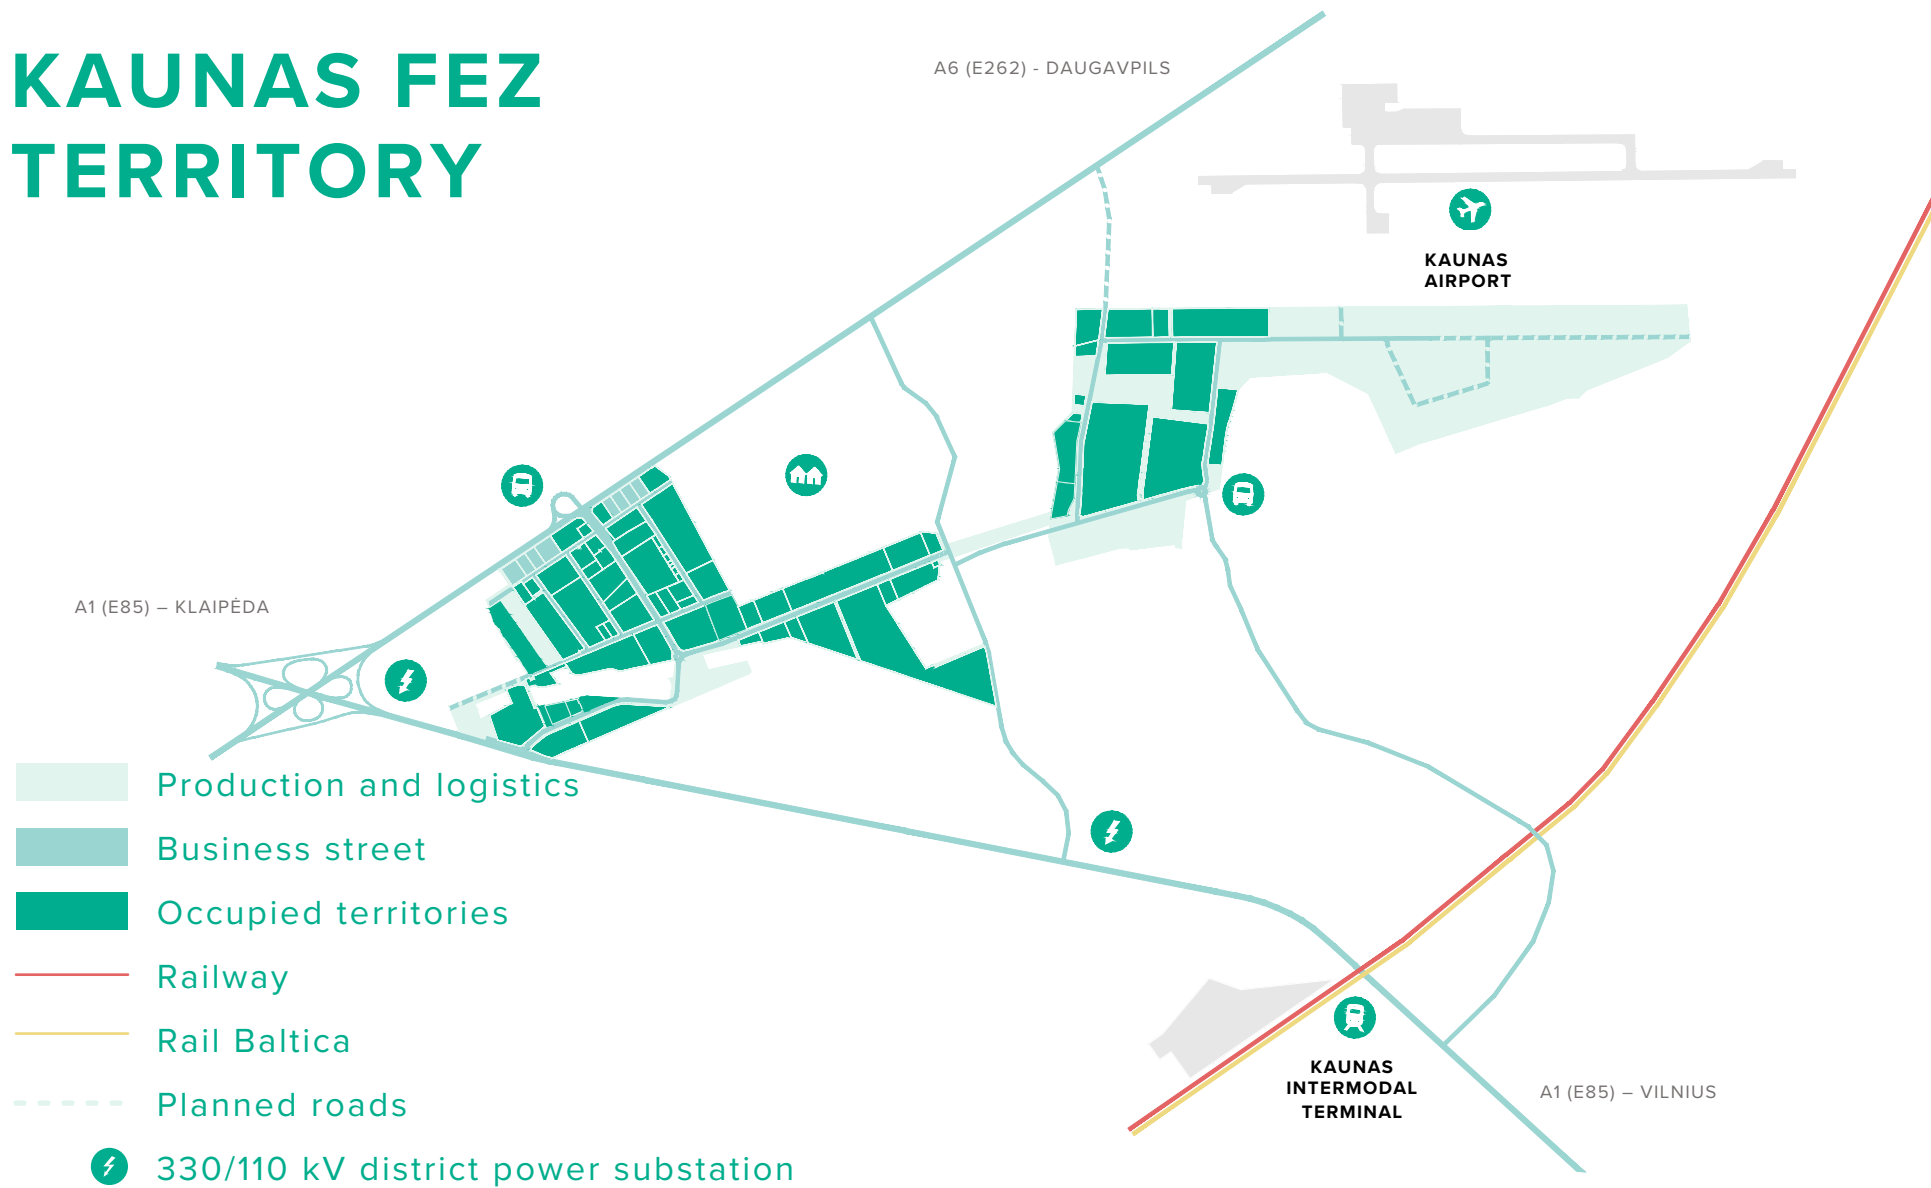 KAUNAS FEZ
TERRITORY
A6 (E262) - DAUGAVPILS
KAUNAS
AIRPORT
A1 (E85) – KLAIPĖDA
Production and logistics
Business street
Occupied territories
Railway
Rail Baltica
Planned roads
330/110 kV district power substation
KAUNAS
INTERMODAL
TERMINAL
A1 (E85) – VILNIUS